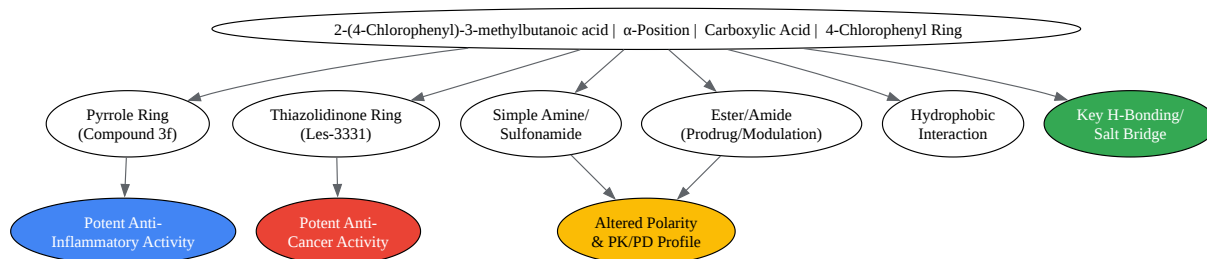 2-(4-Chlorophenyl)-3-methylbutanoic acid | α-Position | Carboxylic Acid | 4-Chlorophenyl Ring
Pyrrole Ring
(Compound 3f)
Thiazolidinone Ring
(Les-3331)
Simple Amine/
Sulfonamide
Ester/Amide
(Prodrug/Modulation)
Hydrophobic
Interaction
Key H-Bonding/
Salt Bridge
Potent Anti-
Inflammatory Activity
Potent Anti-
Cancer Activity
Altered Polarity
& PK/PD Profile